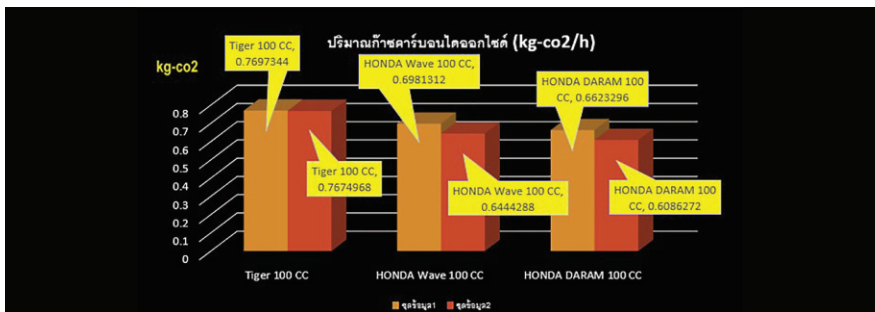 ปริมาณก๊าซคาร์บอนไดออกไซด์ (kg-co2/h)
kg-co2
Tiger 100 CC,
0.7697344
HONDA Wave 100 CC,
0.6981312
HONDA DARAM 100
CC, 0.6623296
0.8
0.7
0.6
0.5
0.4
0.3
0.2
0.1
0
Tiger 100 CC,
0.7674968
HONDA Wave 100 CC,
0.6444288
HONDA DARAM 100
CC, 0.6086272
Tiger 100 CC
HONDA Wave 100 CC
HONDA DARAM 100 CC
ชุดข้อมูล1
ชุดข้อมูล2